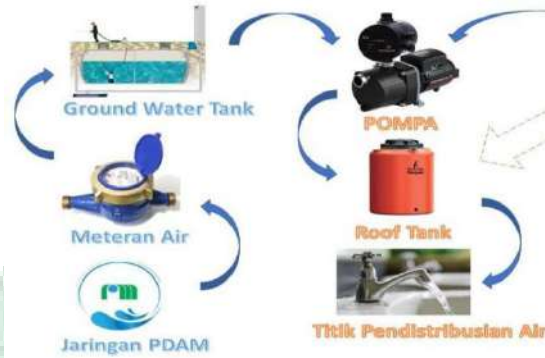 Ground Water Tank
POMPA
Meteran Air
Roof Tank
Jaringan PDAM
Titik Pendistribusian Air